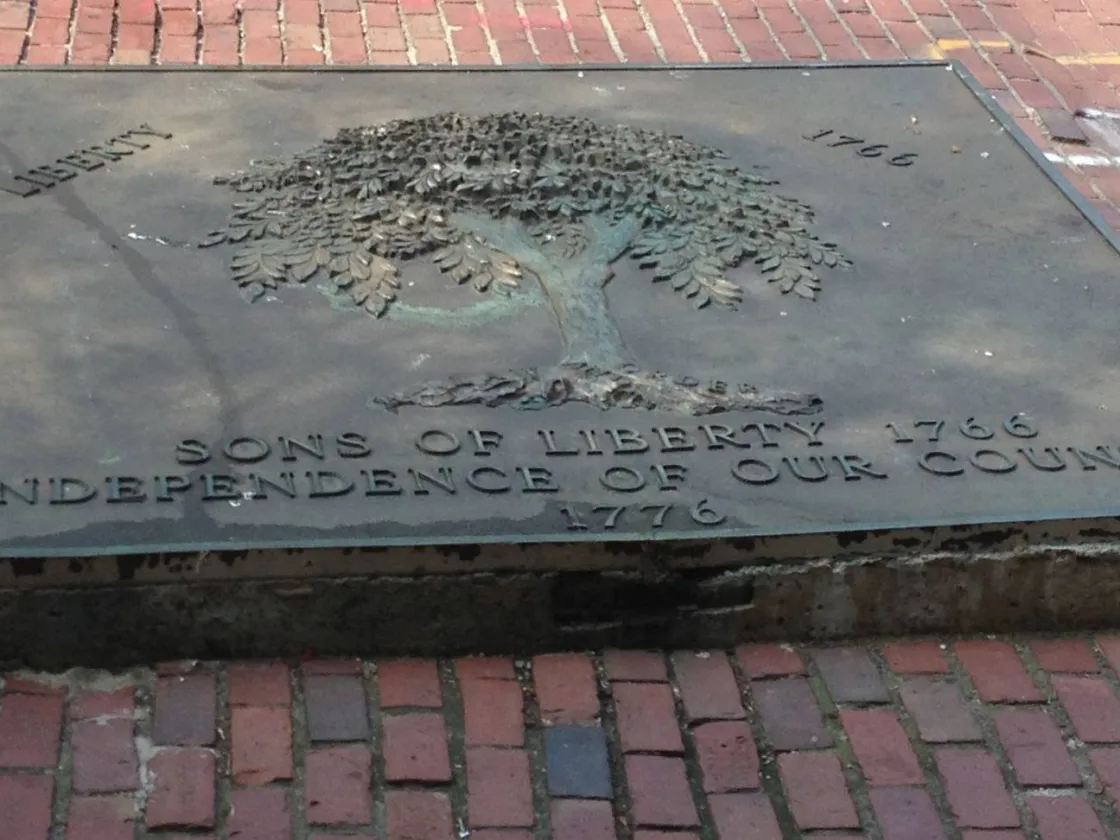 LIBERTY 1766
SONS OF LIBERTY 1766
NDEPENDENCE OF OUR COUN
1776